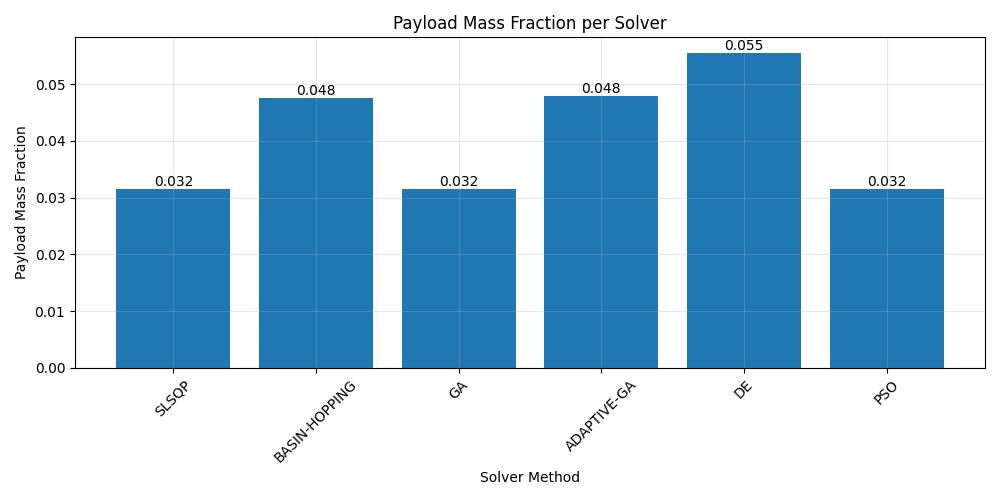 Payload Mass Fraction per Solver
0.055
0.048
0.048
0.032
0.032
0.032
0.05
0.04
0.03
0.02
0.01
0.00
Payload Mass Fraction
SLSQP
BASIN-HOPPING
GA
ADAPTIVE-GA
DE
PSO
Solver Method